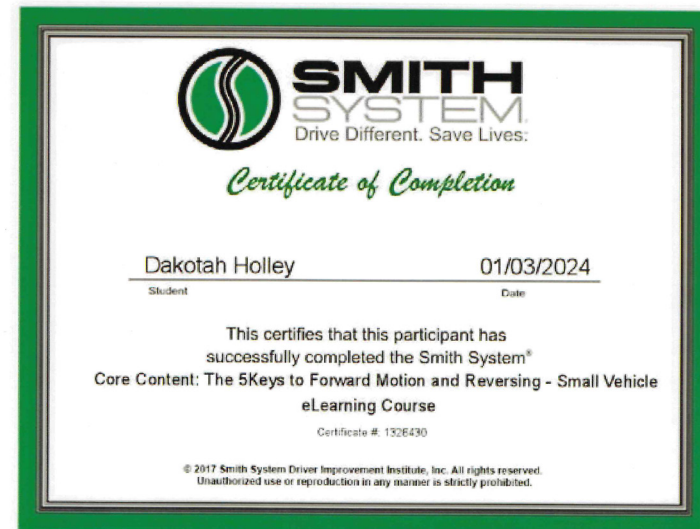 SMITH
SYSTEM.
Drive Different. Save Lives.
Certificate of Completion
Dakotah Holley 01/03/2024
Student Date
This certifies that this participant has
successfully completed the Smith System®
Core Content: The 5Keys to Forward Motion and Reversing - Small Vehicle
eLearning Course
Certificate #: 1326430
© 2017 Smith System Driver Improvement Institute, Inc. All rights reserved.
Unauthorized use or reproduction in any manner is strictly prohibited.